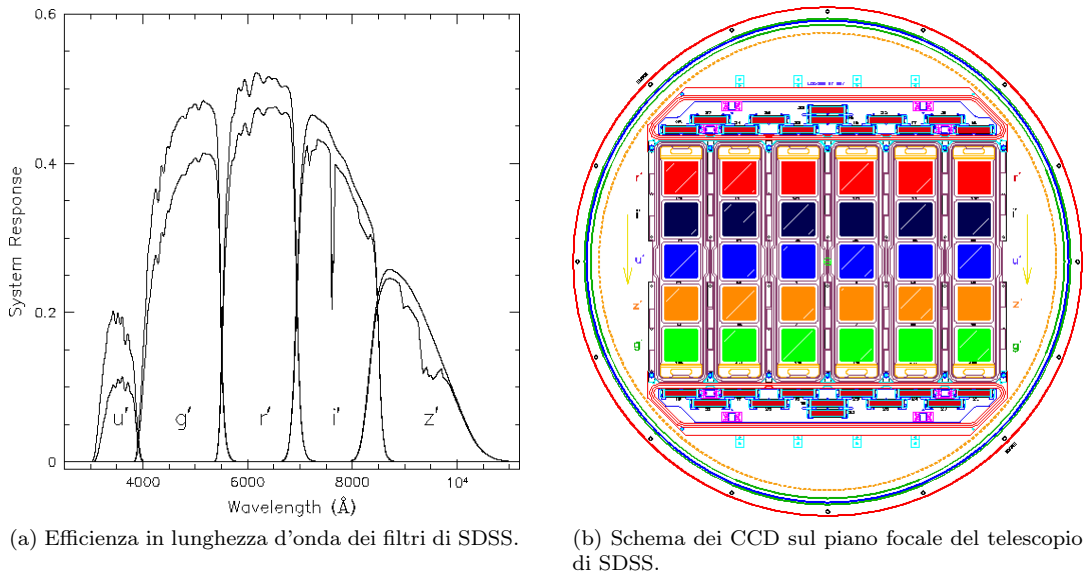 0.6
0.4
0.2
0
System Response
u′
g′
r′
i′
z′
4000
6000
8000
10⁴
Wavelength (Å)
(a) Efficienza in lunghezza d'onda dei filtri di SDSS.
r′
r′
i′
i′
u′
u′
z′
z′
g′
g′
(b) Schema dei CCD sul piano focale del telescopio
di SDSS.